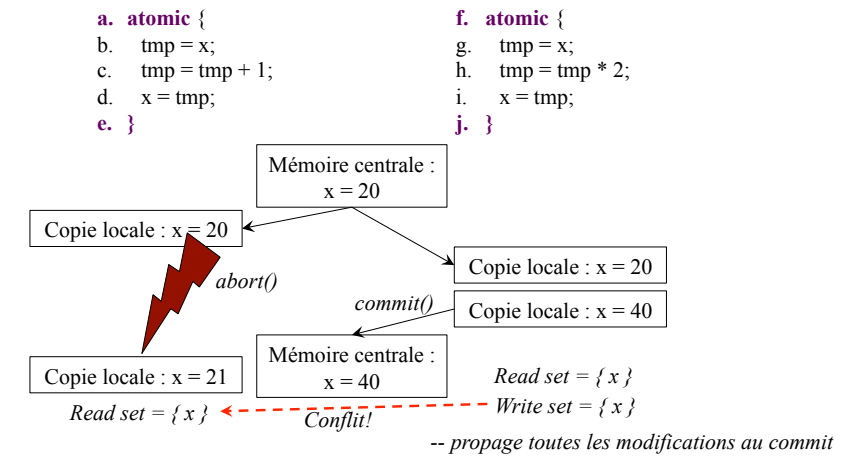 a. atomic {
b. tmp = x;
c. tmp = tmp + 1;
d. x = tmp;
e. }
f. atomic {
g. tmp = x;
h. tmp = tmp * 2;
i. x = tmp;
j. }
Mémoire centrale :
x = 20
Copie locale : x = 20
Copie locale : x = 20
abort()
commit()
Copie locale : x = 40
Mémoire centrale :
x = 40
Copie locale : x = 21
Read set = { x }
Conflit!
Read set = { x }
Write set = { x }
-- propage toutes les modifications au commit